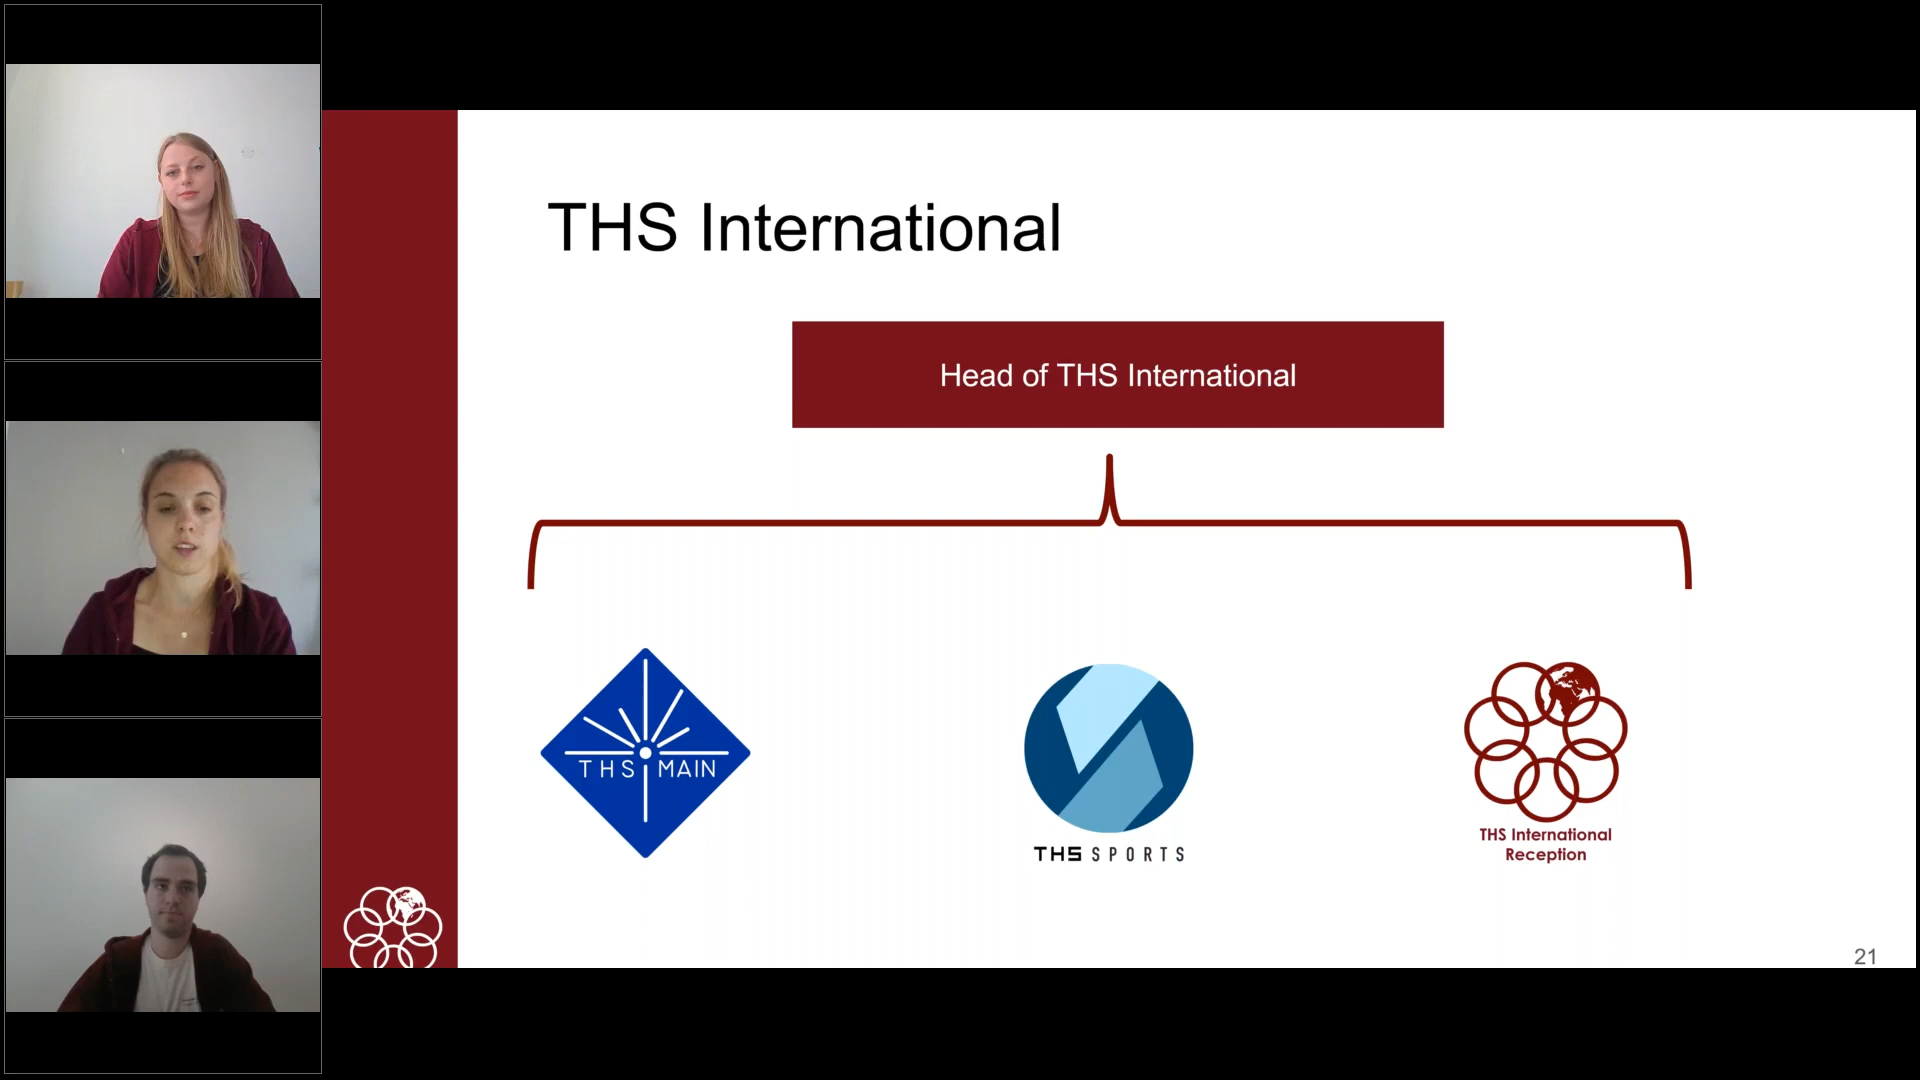 THS International
Head of THS International
THS MAIN
THS SPORTS
THS International
Reception
21